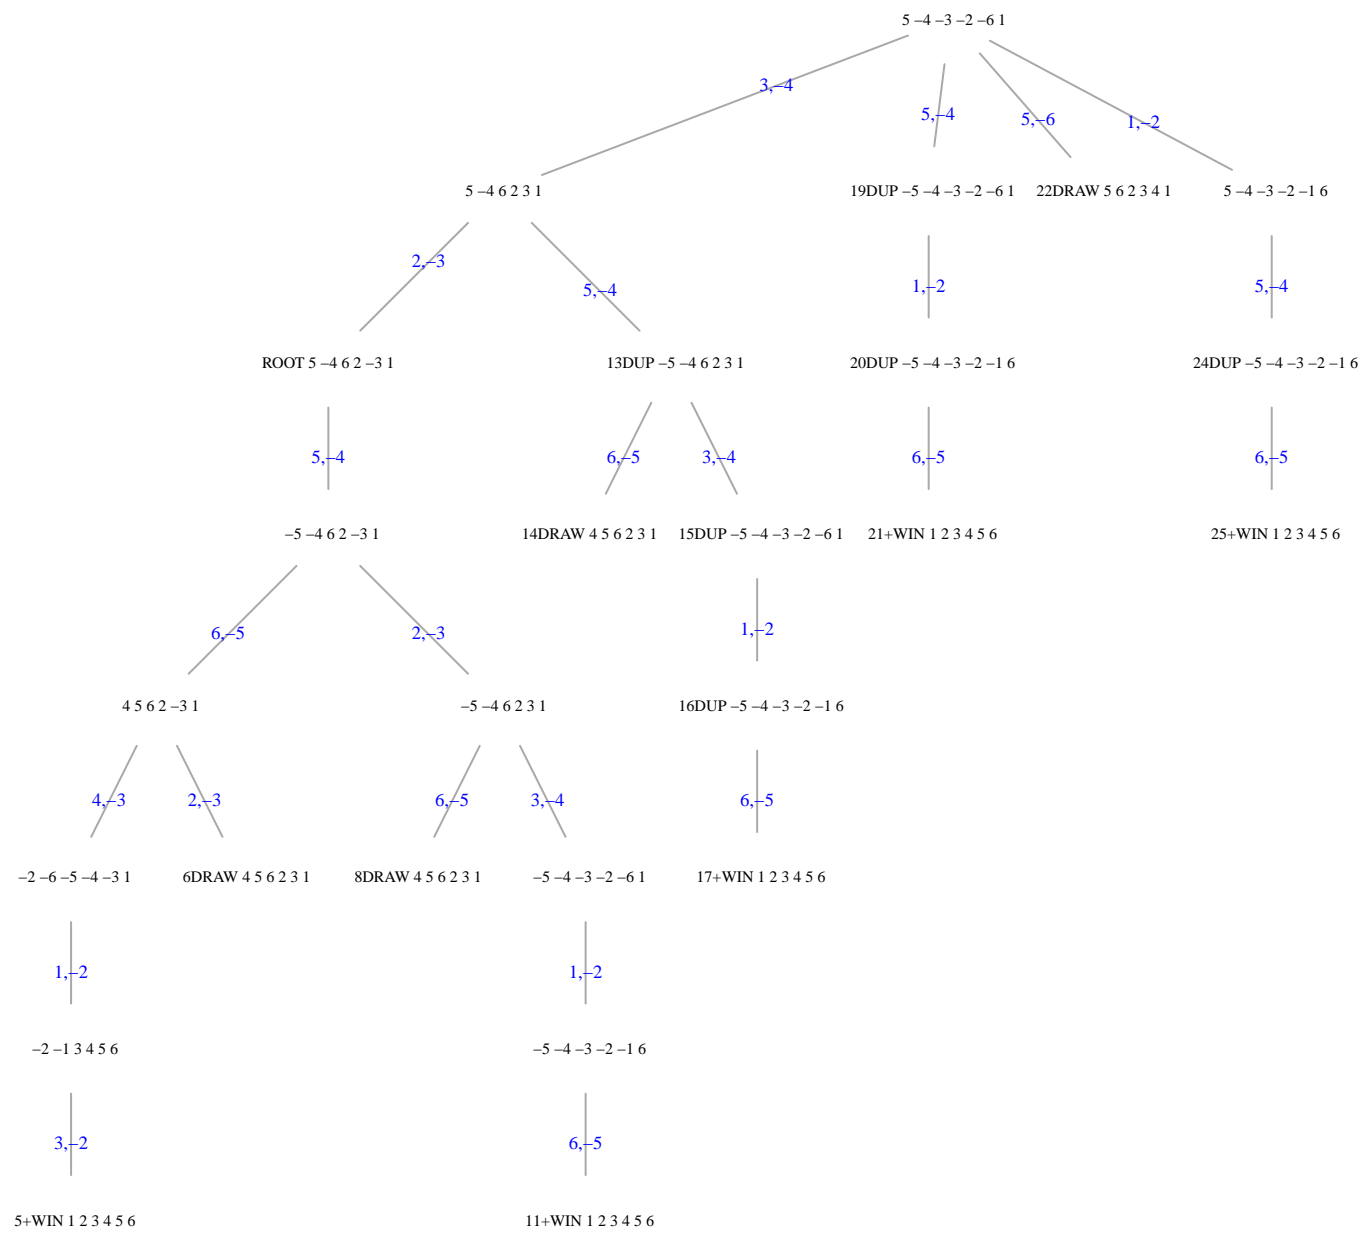 5 –4 –3 –2 –6 1
3,–4
5,–4
5,–6
1,–2
5 –4 6 2 3 1
19DUP –5 –4 –3 –2 –6 1
22DRAW 5 6 2 3 4 1
5 –4 –3 –2 –1 6
2,–3
5,–4
1,–2
5,–4
ROOT 5 –4 6 2 –3 1
13DUP –5 –4 6 2 3 1
20DUP –5 –4 –3 –2 –1 6
24DUP –5 –4 –3 –2 –1 6
5,–4
6,–5
3,–4
6,–5
6,–5
–5 –4 6 2 –3 1
14DRAW 4 5 6 2 3 1
15DUP –5 –4 –3 –2 –6 1
21+WIN 1 2 3 4 5 6
25+WIN 1 2 3 4 5 6
6,–5
2,–3
1,–2
4 5 6 2 –3 1
–5 –4 6 2 3 1
16DUP –5 –4 –3 –2 –1 6
4,–3
2,–3
6,–5
3,–4
6,–5
–2 –6 –5 –4 –3 1
6DRAW 4 5 6 2 3 1
8DRAW 4 5 6 2 3 1
–5 –4 –3 –2 –6 1
17+WIN 1 2 3 4 5 6
1,–2
1,–2
–2 –1 3 4 5 6
–5 –4 –3 –2 –1 6
3,–2
6,–5
5+WIN 1 2 3 4 5 6
11+WIN 1 2 3 4 5 6